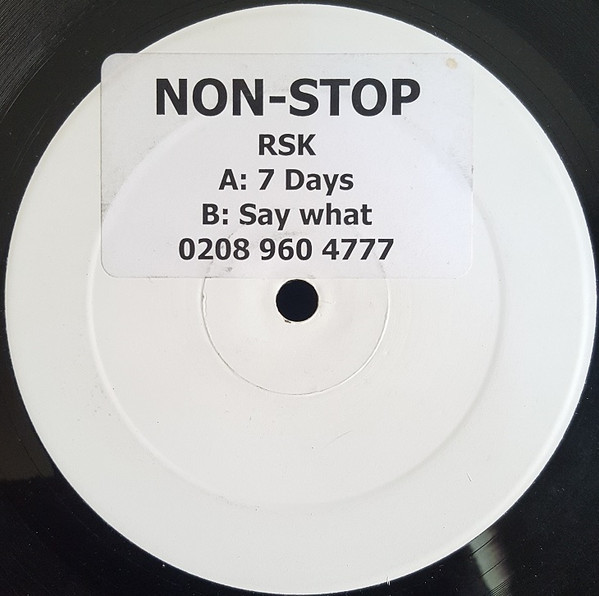 NON-STOP
RSK
A: 7 Days
B: Say what
0208 960 4777